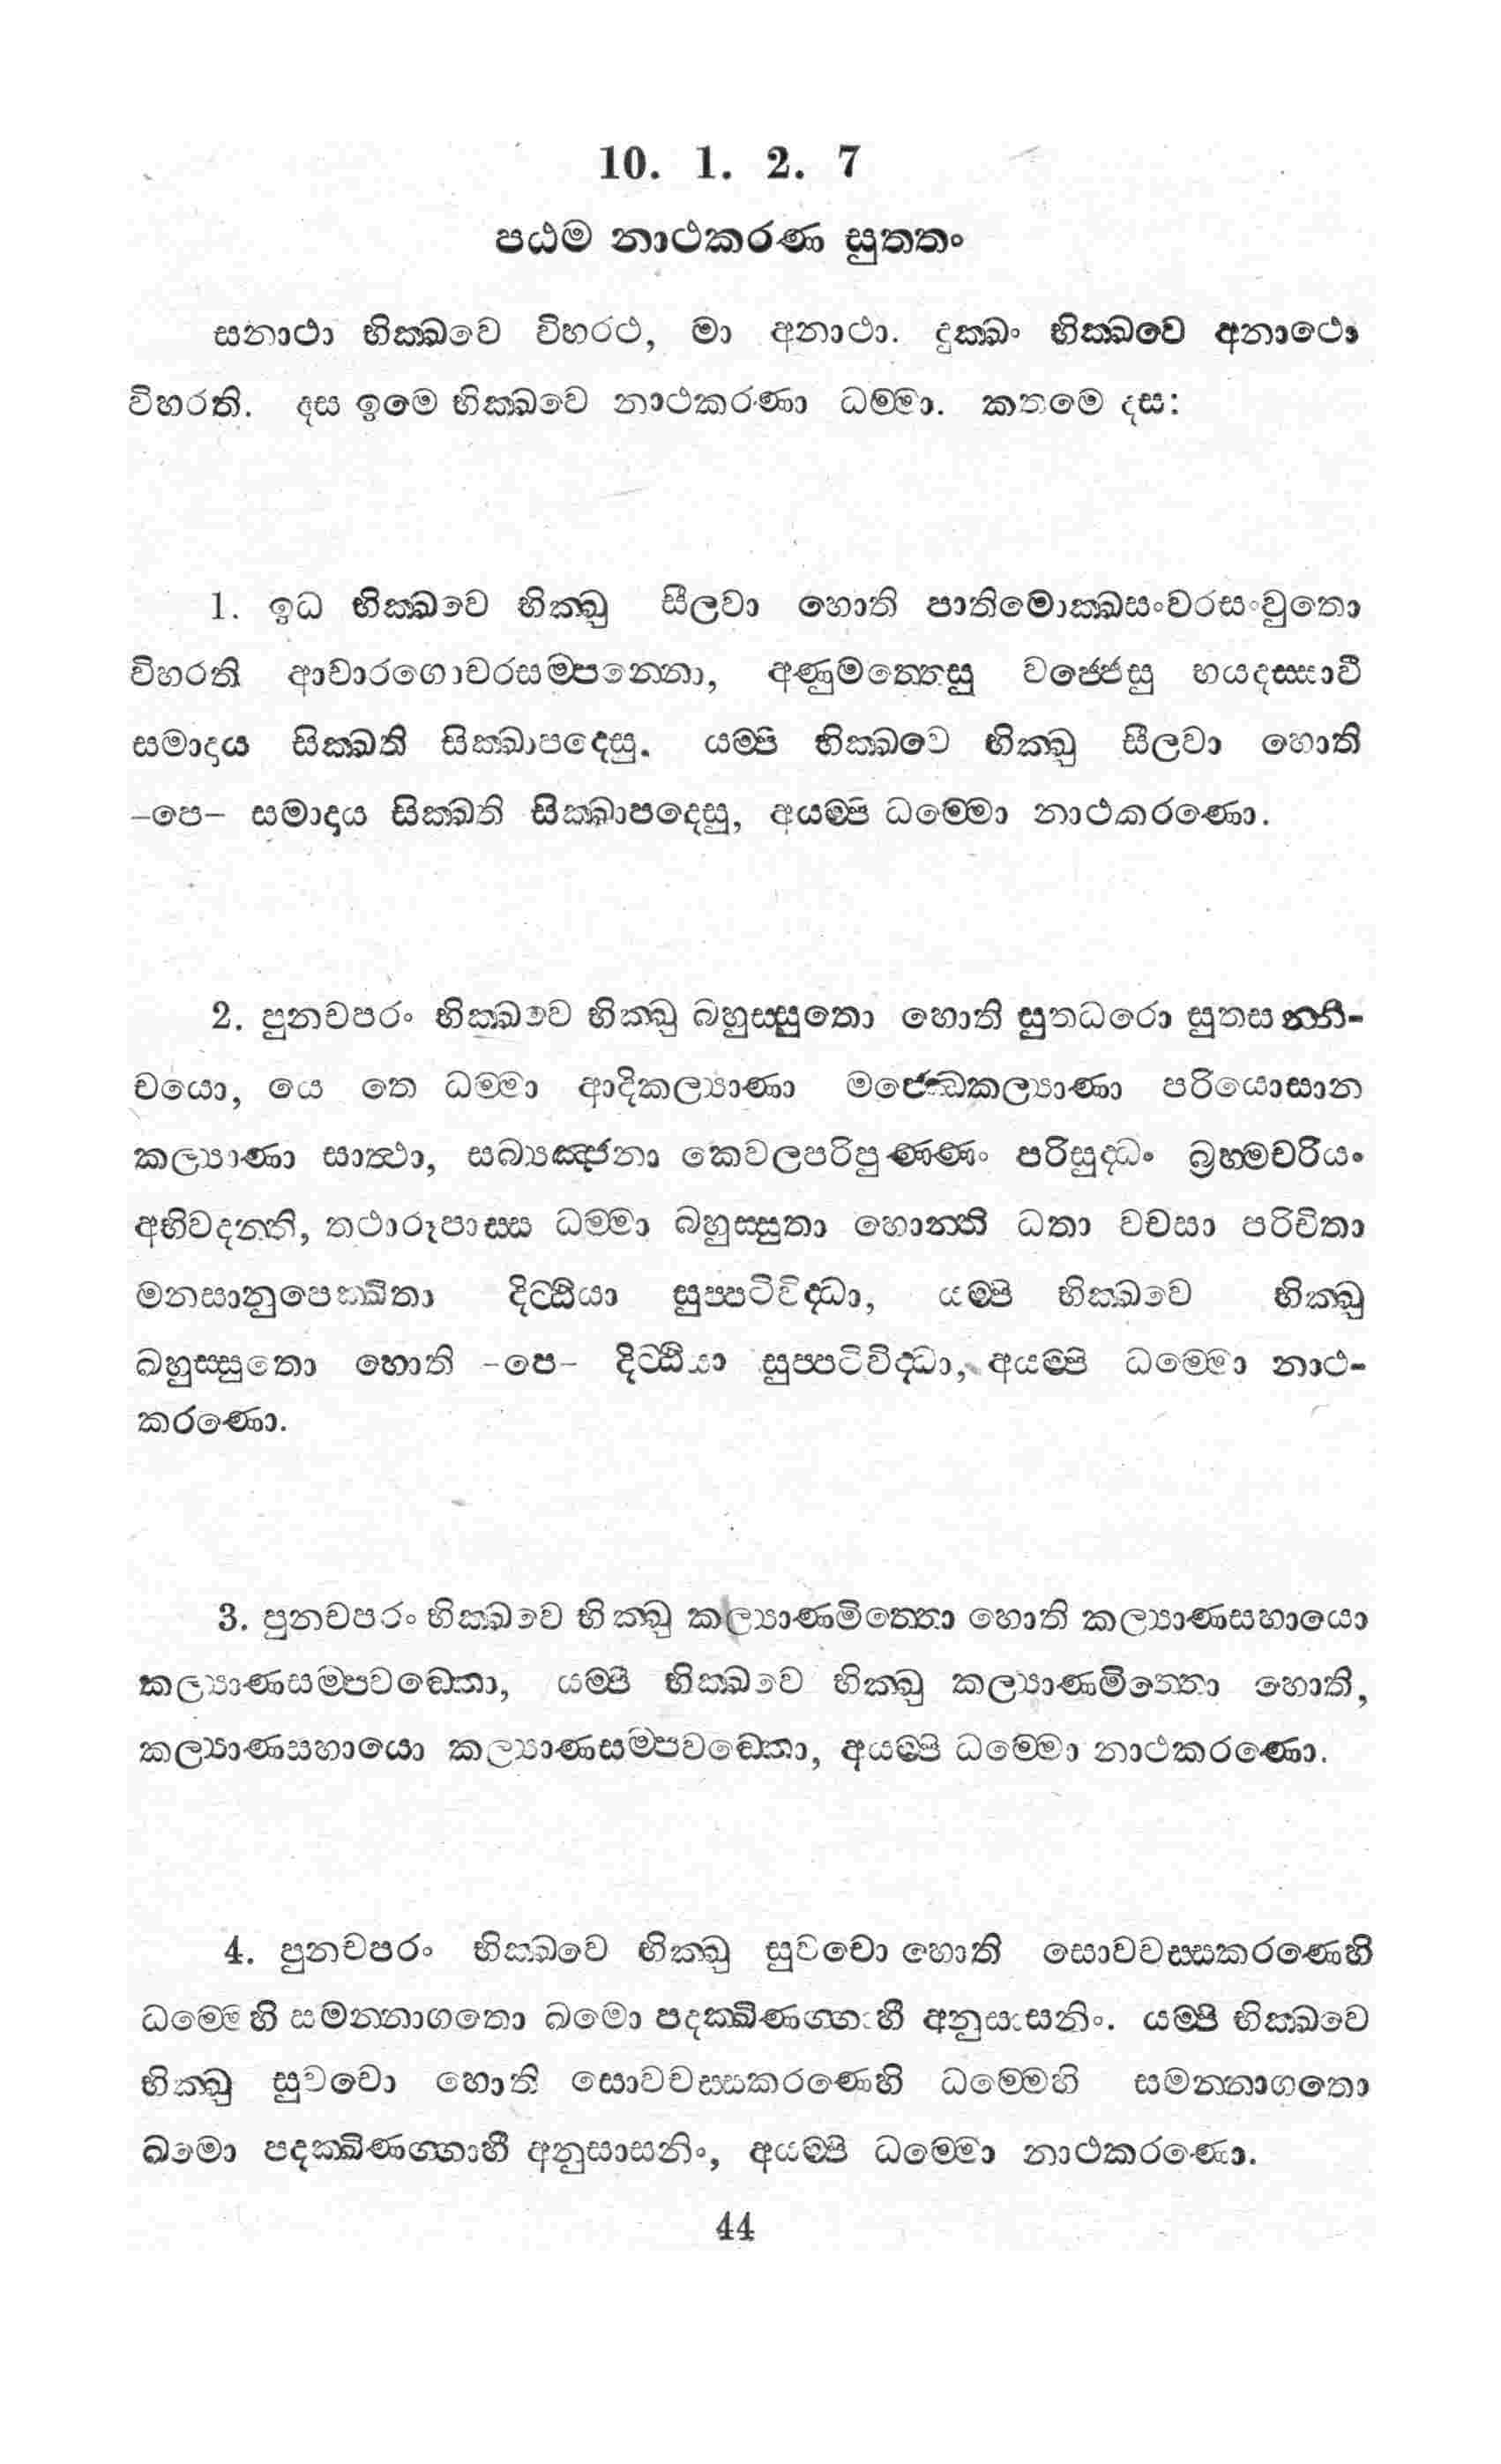 10. 1. 2. 7
පඨම නාථකරණ සුත්තං
සනාථා භික්ඛවෙ විහරථ, මා අනාථා. දුක්ඛං භික්ඛවෙ අනාථො
විහරති. දස ඉමෙ භික්ඛවෙ නාථකරණා ධම්මා. කතමෙ දස:
1. ඉධ භික්ඛවෙ භික්ඛු සීලවා හොති පාතිමොක්ඛසංවරසංවුතො
විහරති ආචාරගොචරසම්පන්නො, අණුමත්තෙසු වජ්ජෙසු භයදස්සාවී
සමාදාය සික්ඛති සික්ඛාපදෙසු. යම්පි භික්ඛවෙ භික්ඛු සීලවා හොති
–පෙ– සමාදාය සික්ඛති සික්ඛාපදෙසු, අයම්පි ධම්මො නාථකරණො.
2. පුනචපරං භික්ඛවෙ භික්ඛු බහුස්සුතො හොති සුතධරො සුතසන්නි-
චයො, යෙ තෙ ධම්මා ආදිකල්‍යාණා මජ්ඣෙකල්‍යාණා පරියොසාන
කල්‍යාණා සාත්ථා, සබ්‍යඤ්ජනා කෙවලපරිපුණ්ණං පරිසුද්ධං බ්‍රහ්මචරියං
අභිවදන්ති, තථාරූපාස්ස ධම්මා බහුස්සුතා හොන්ති ධතා වචසා පරිචිතා
මනසානුපෙක්ඛිතා දිට්ඨියා සුප්පටිවිද්ධා, යම්පි භික්ඛවෙ භික්ඛු
බහුස්සුතො හොති –පෙ– දිට්ඨියා සුප්පටිවිද්ධා, අයම්පි ධම්මො නාථ-
කරණො.
3. පුනචපරං භික්ඛවෙ භික්ඛු කල්‍යාණමිත්තො හොති කල්‍යාණසහායො
කල්‍යාණසම්පවඞ්කො, යම්පි භික්ඛවෙ භික්ඛු කල්‍යාණමිත්තො හොති,
කල්‍යාණසහායො කල්‍යාණසම්පවඞ්කො, අයම්පි ධම්මො නාථකරණො.
4. පුනචපරං භික්ඛවෙ භික්ඛු සුවචො හොති සොවචස්සකරණෙහි
ධම්මෙහි සමන්නාගතො ඛමො පදක්ඛිණග්ගාහී අනුසාසනිං. යම්පි භික්ඛවෙ
භික්ඛු සුවචො හොති සොවචස්සකරණෙහි ධම්මෙහි සමන්නාගතො
ඛමො පදක්ඛිණග්ගාහී අනුසාසනිං, අයම්පි ධම්මො නාථකරණො.
44